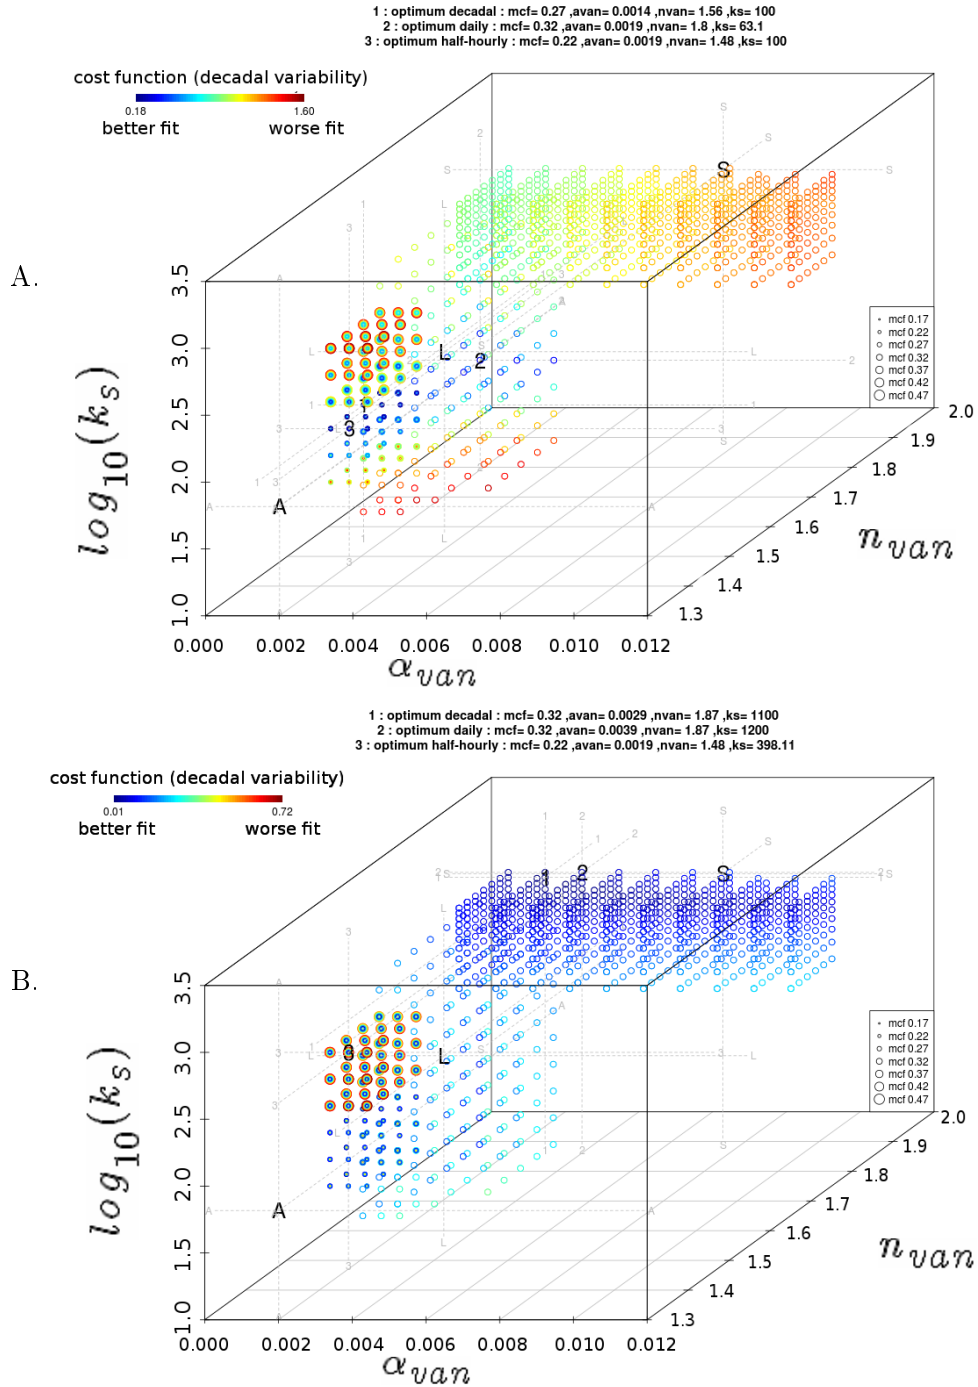 1 : optimum decadal : mcf= 0.27 ,avan= 0.0014 ,nvan= 1.56 ,ks= 100
2 : optimum daily : mcf= 0.32 ,avan= 0.0019 ,nvan= 1.8 ,ks= 63.1
3 : optimum half-hourly : mcf= 0.22 ,avan= 0.0019 ,nvan= 1.48 ,ks= 100
cost function (decadal variability)
0.18 1.60
better fit worse fit
A.
S
L
2
1
3
A
mcf 0.17
mcf 0.22
mcf 0.27
mcf 0.32
mcf 0.37
mcf 0.42
mcf 0.47
3.5
3.0
2.5
2.0
1.5
1.0
log10(ks)
2.0
1.9
1.8
1.7
1.6
1.5
1.4
1.3
n van
0.000 0.002 0.004 0.006 0.008 0.010 0.012
α van
1 : optimum decadal : mcf= 0.32 ,avan= 0.0029 ,nvan= 1.87 ,ks= 1100
2 : optimum daily : mcf= 0.32 ,avan= 0.0039 ,nvan= 1.87 ,ks= 1200
3 : optimum half-hourly : mcf= 0.22 ,avan= 0.0019 ,nvan= 1.48 ,ks= 398.11
cost function (decadal variability)
0.01 0.72
better fit worse fit
B.
1 2 S
3
L
A
mcf 0.17
mcf 0.22
mcf 0.27
mcf 0.32
mcf 0.37
mcf 0.42
mcf 0.47
3.5
3.0
2.5
2.0
1.5
1.0
log10(ks)
2.0
1.9
1.8
1.7
1.6
1.5
1.4
1.3
n van
0.000 0.002 0.004 0.006 0.008 0.010 0.012
α van